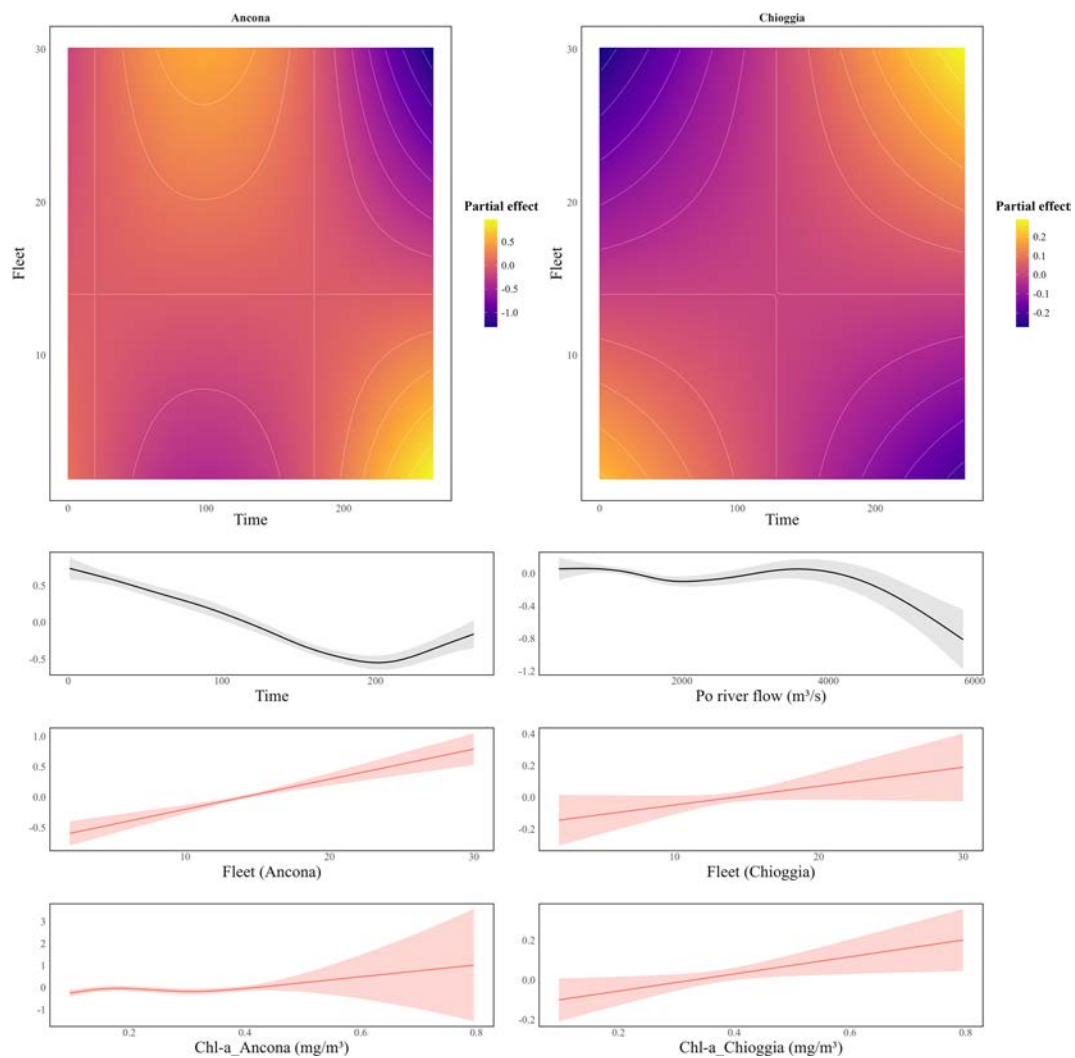 Ancona
Chioggia
30
20
10
Fleet
0 100 200
Time
Partial effect
0.5
0.0
-0.5
-1.0
30
20
10
Fleet
0 100 200
Time
Partial effect
0.2
0.1
0.0
-0.1
-0.2
0.5
0.0
-0.5
0 200
Time
0.0
-0.4
-0.8
-1.2
2000 4000 6000
Po river flow (m³/s)
1.0
0.5
0.0
-0.5
10 20 30
Fleet (Ancona)
0.4
0.2
0.0
-0.2
10 20 30
Fleet (Chioggia)
3
2
1
0
-1
0.2 0.4 0.6 0.8
Chl-a_Ancona (mg/m³)
0.2
0.0
-0.2
0.2 0.4 0.6 0.8
Chl-a_Chioggia (mg/m³)